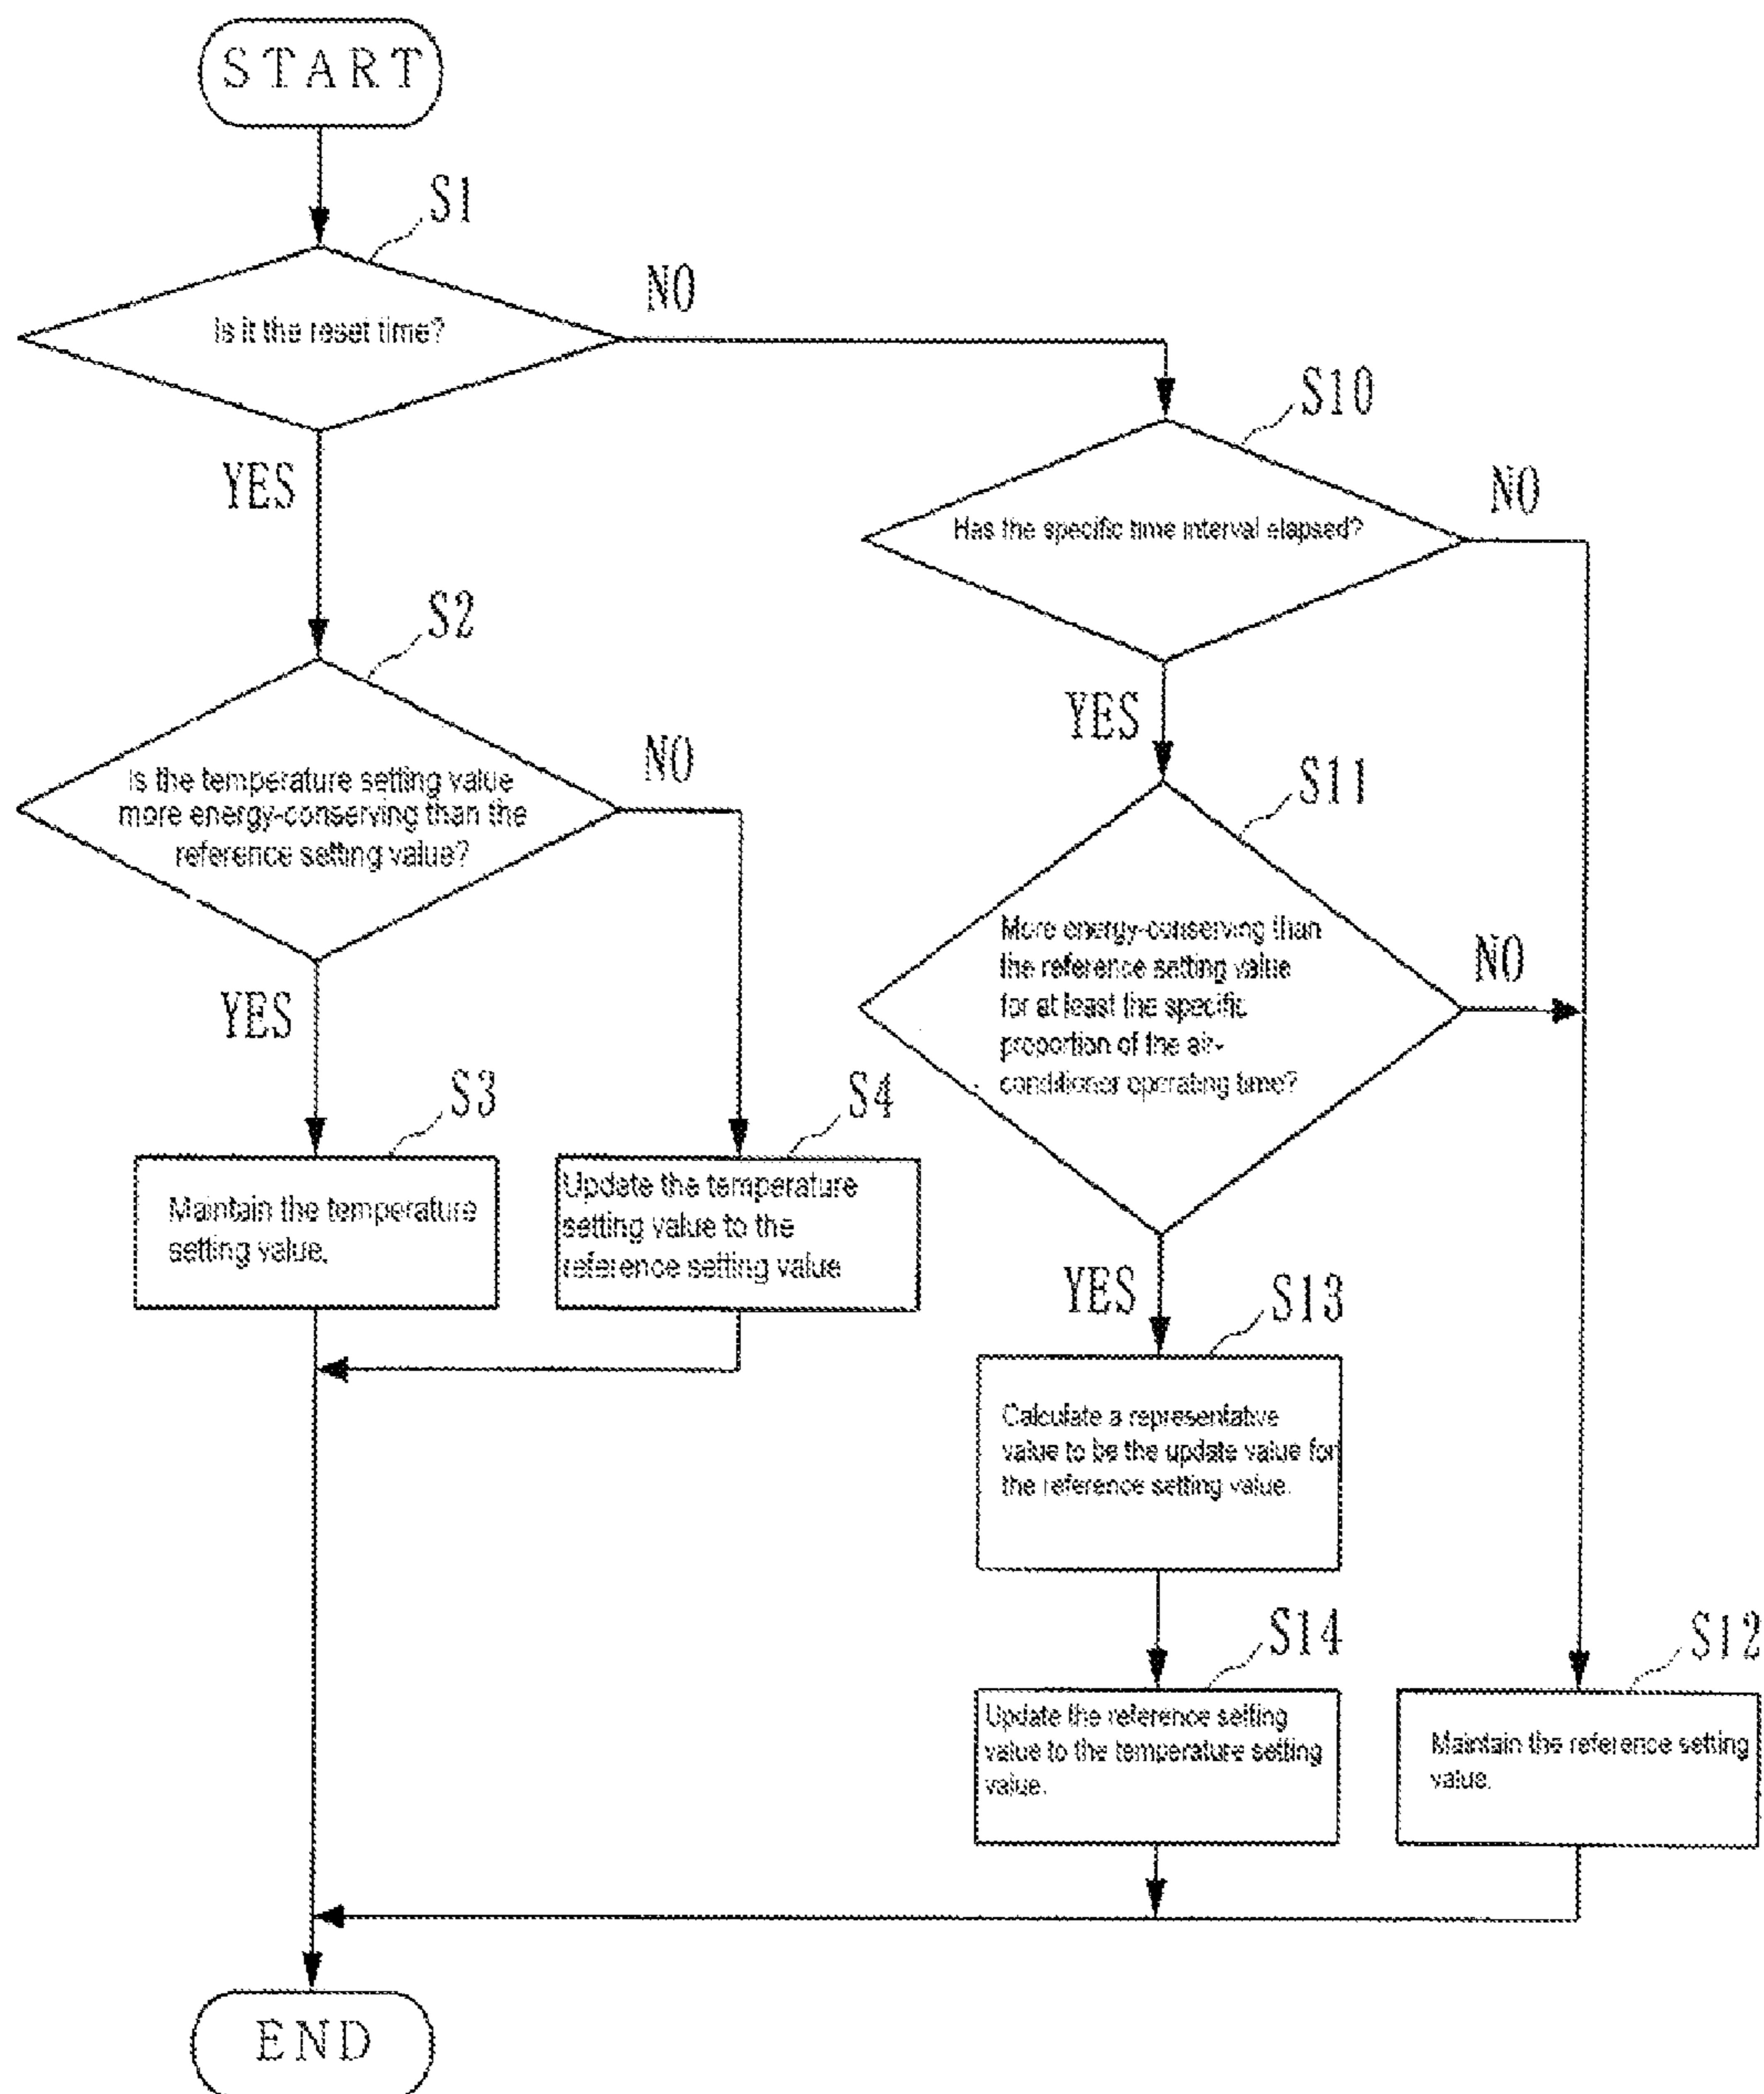 START
S1
Is it the reset time?
NO
YES
S10
Has the specific time interval elapsed?
NO
YES
S2
Is the temperature setting value
more energy-conserving than the
reference setting value?
NO
YES
S11
More energy-conserving than
the reference setting value
for at least the specific
proportion of the air-
conditioner operating time?
NO
YES
S3
Maintain the temperature
setting value.
S4
Update the temperature
setting value to the
reference setting value
S13
Calculate a representative
value to be the update value for
the reference setting value.
S14
Update the reference setting
value to the temperature setting
value.
S12
Maintain the reference setting
value.
END